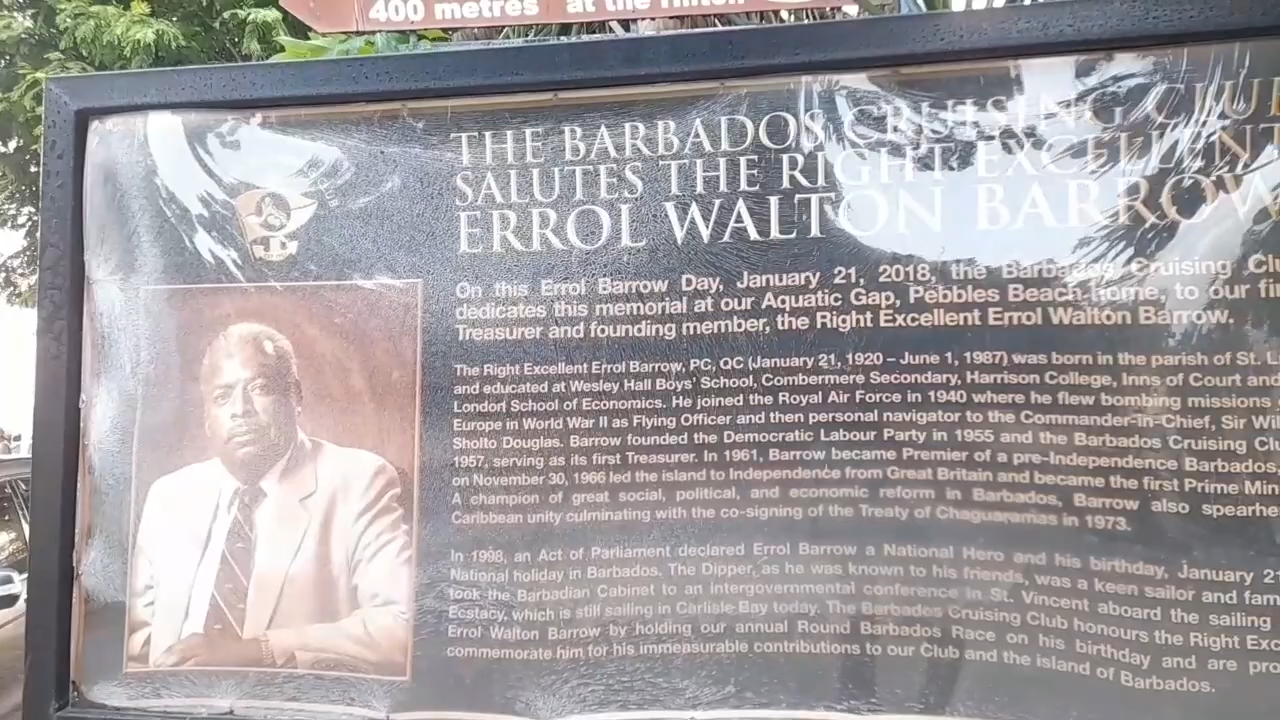 400 metres at the Hilton
THE BARBADOS CRUISING CLUB
SALUTES THE RIGHT EXCELLENT
ERROL WALTON BARROW
On this Errol Barrow Day, January 21, 2018, the Barbados Cruising Clu
dedicates this memorial at our Aquatic Gap, Pebbles Beach home, to our fir
Treasurer and founding member, the Right Excellent Errol Walton Barrow.
The Right Excellent Errol Barrow, PC, QC (January 21, 1920 – June 1, 1987) was born in the parish of St. L
and educated at Wesley Hall Boys' School, Combermere Secondary, Harrison College, Inns of Court and
London School of Economics. He joined the Royal Air Force in 1940 where he flew bombing missions
Europe in World War II as Flying Officer and then personal navigator to the Commander-in-Chief, Sir Wil
Sholto Douglas. Barrow founded the Democratic Labour Party in 1955 and the Barbados Cruising Clu
1957, serving as its first Treasurer. In 1961, Barrow became Premier of a pre-Independence Barbados
on November 30, 1966 led the island to Independence from Great Britain and became the first Prime Min
A champion of great social, political, and economic reform in Barbados, Barrow also spearhe
Caribbean unity culminating with the co-signing of the Treaty of Chaguaramas in 1973.
In 1998, an Act of Parliament declared Errol Barrow a National Hero and his birthday, January 21
National holiday in Barbados. The Dipper, as he was known to his friends, was a keen sailor and fam
took the Barbadian Cabinet to an intergovernmental conference in St. Vincent aboard the sailing
Ecstacy, which is still sailing in Carlisle Bay today. The Barbados Cruising Club honours the Right Exc
Errol Walton Barrow by holding our annual Round Barbados Race on his birthday and are pro
commemorate him for his immensurable contributions to our Club and the island of Barbados.